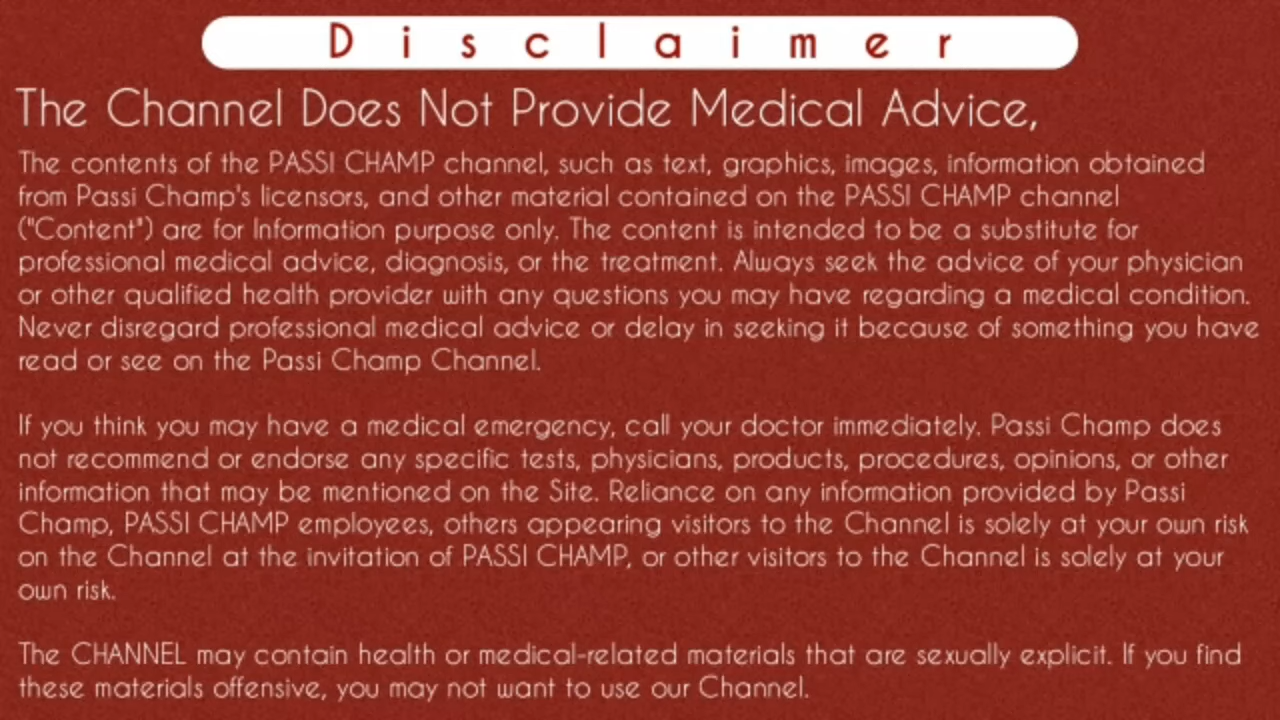 Disclaimer
The Channel Does Not Provide Medical Advice,
The contents of the PASSI CHAMP channel, such as text, graphics, images, information obtained
from Passi Champ's licensors, and other material contained on the PASSI CHAMP channel
("Content") are for Information purpose only. The content is intended to be a substitute for
professional medical advice, diagnosis, or the treatment. Always seek the advice of your physician
or other qualified health provider with any questions you may have regarding a medical condition.
Never disregard professional medical advice or delay in seeking it because of something you have
read or see on the Passi Champ Channel.
If you think you may have a medical emergency, call your doctor immediately. Passi Champ does
not recommend or endorse any specific tests, physicians, products, procedures, opinions, or other
information that may be mentioned on the Site. Reliance on any information provided by Passi
Champ, PASSI CHAMP employees, others appearing visitors to the Channel is solely at your own risk
on the Channel at the invitation of PASSI CHAMP, or other visitors to the Channel is solely at your
own risk.
The CHANNEL may contain health or medical-related materials that are sexually explicit. If you find
these materials offensive, you may not want to use our Channel.